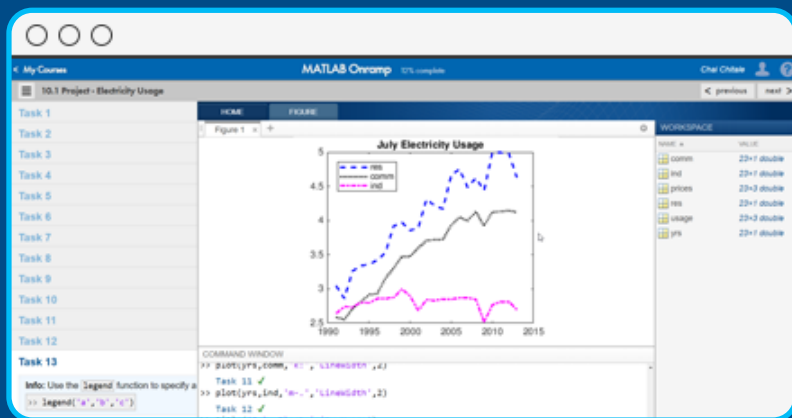 < My Courses
MATLAB Onramp
Chai Chitale
?
10.1 Project - Electricity Usage
< previous
next >
Task 1
Task 2
Task 3
Task 4
Task 5
Task 6
Task 7
Task 8
Task 9
Task 10
Task 11
Task 12
Task 13
Info: Use the legend function to specify a
>> legend('a','b','c')
HOME
FIGURE
Figure 1 × +
July Electricity Usage
5
4.5
4
3.5
3
2.5
1990 1995 2000 2005 2010 2015
res
comm
ind
COMMAND WINDOW
>> plot(yrs,comm,'k:','LineWidth',2)
Task 11 ✓
>> plot(yrs,ind,'m-.','LineWidth',2)
Task 12 ✓
WORKSPACE
NAME VALUE
comm 23×1 double
ind 23×1 double
prices 23×3 double
res 23×1 double
usage 23×3 double
yrs 23×1 double